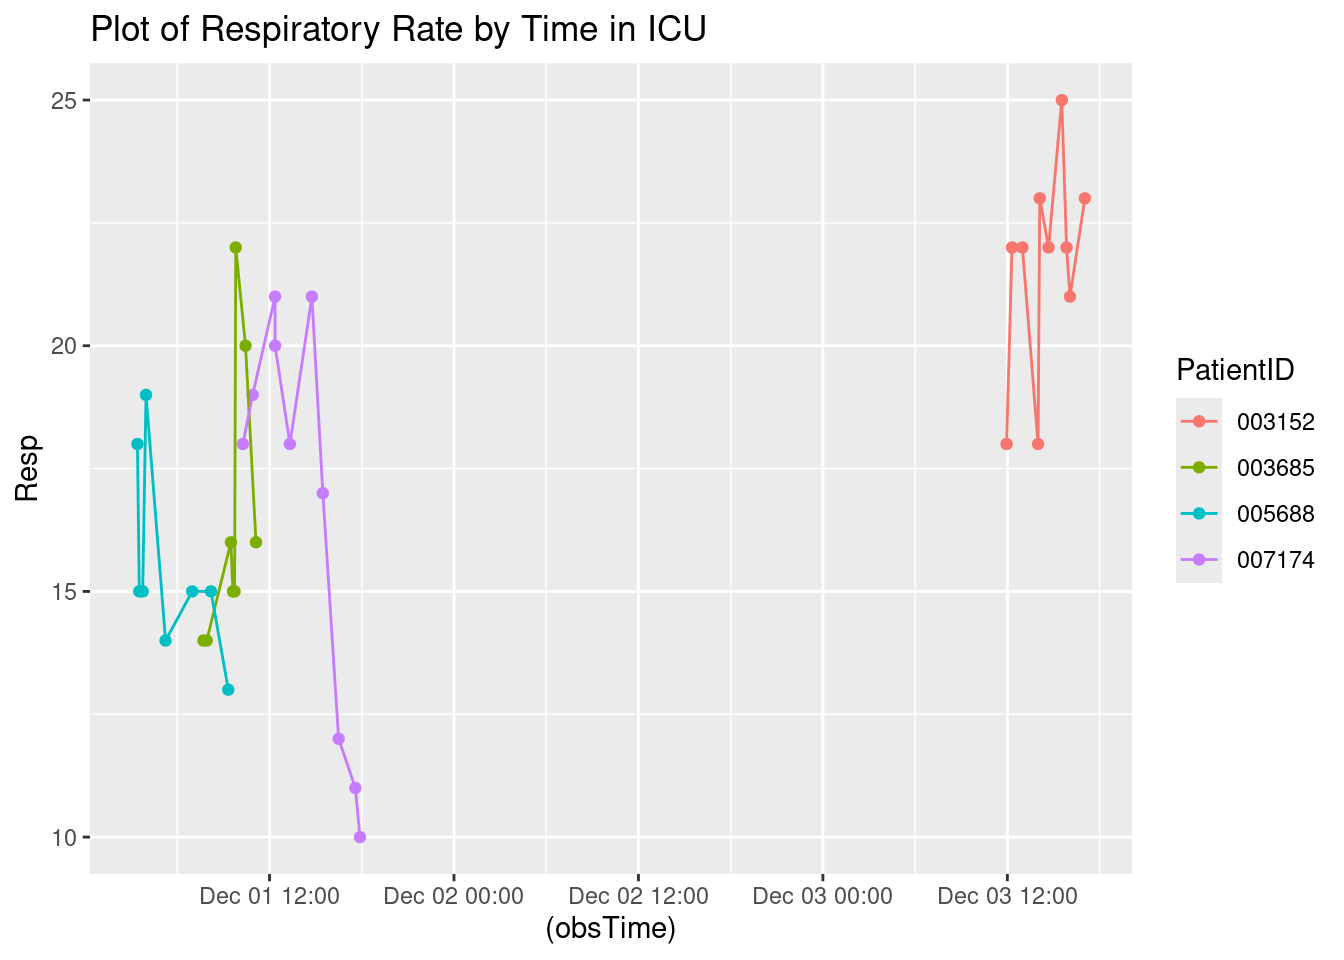 Plot of Respiratory Rate by Time in ICU
25
20
15
10
Resp
Dec 01 12:00 Dec 02 00:00 Dec 02 12:00 Dec 03 00:00 Dec 03 12:00
(obsTime)
PatientID
003152
003685
005688
007174